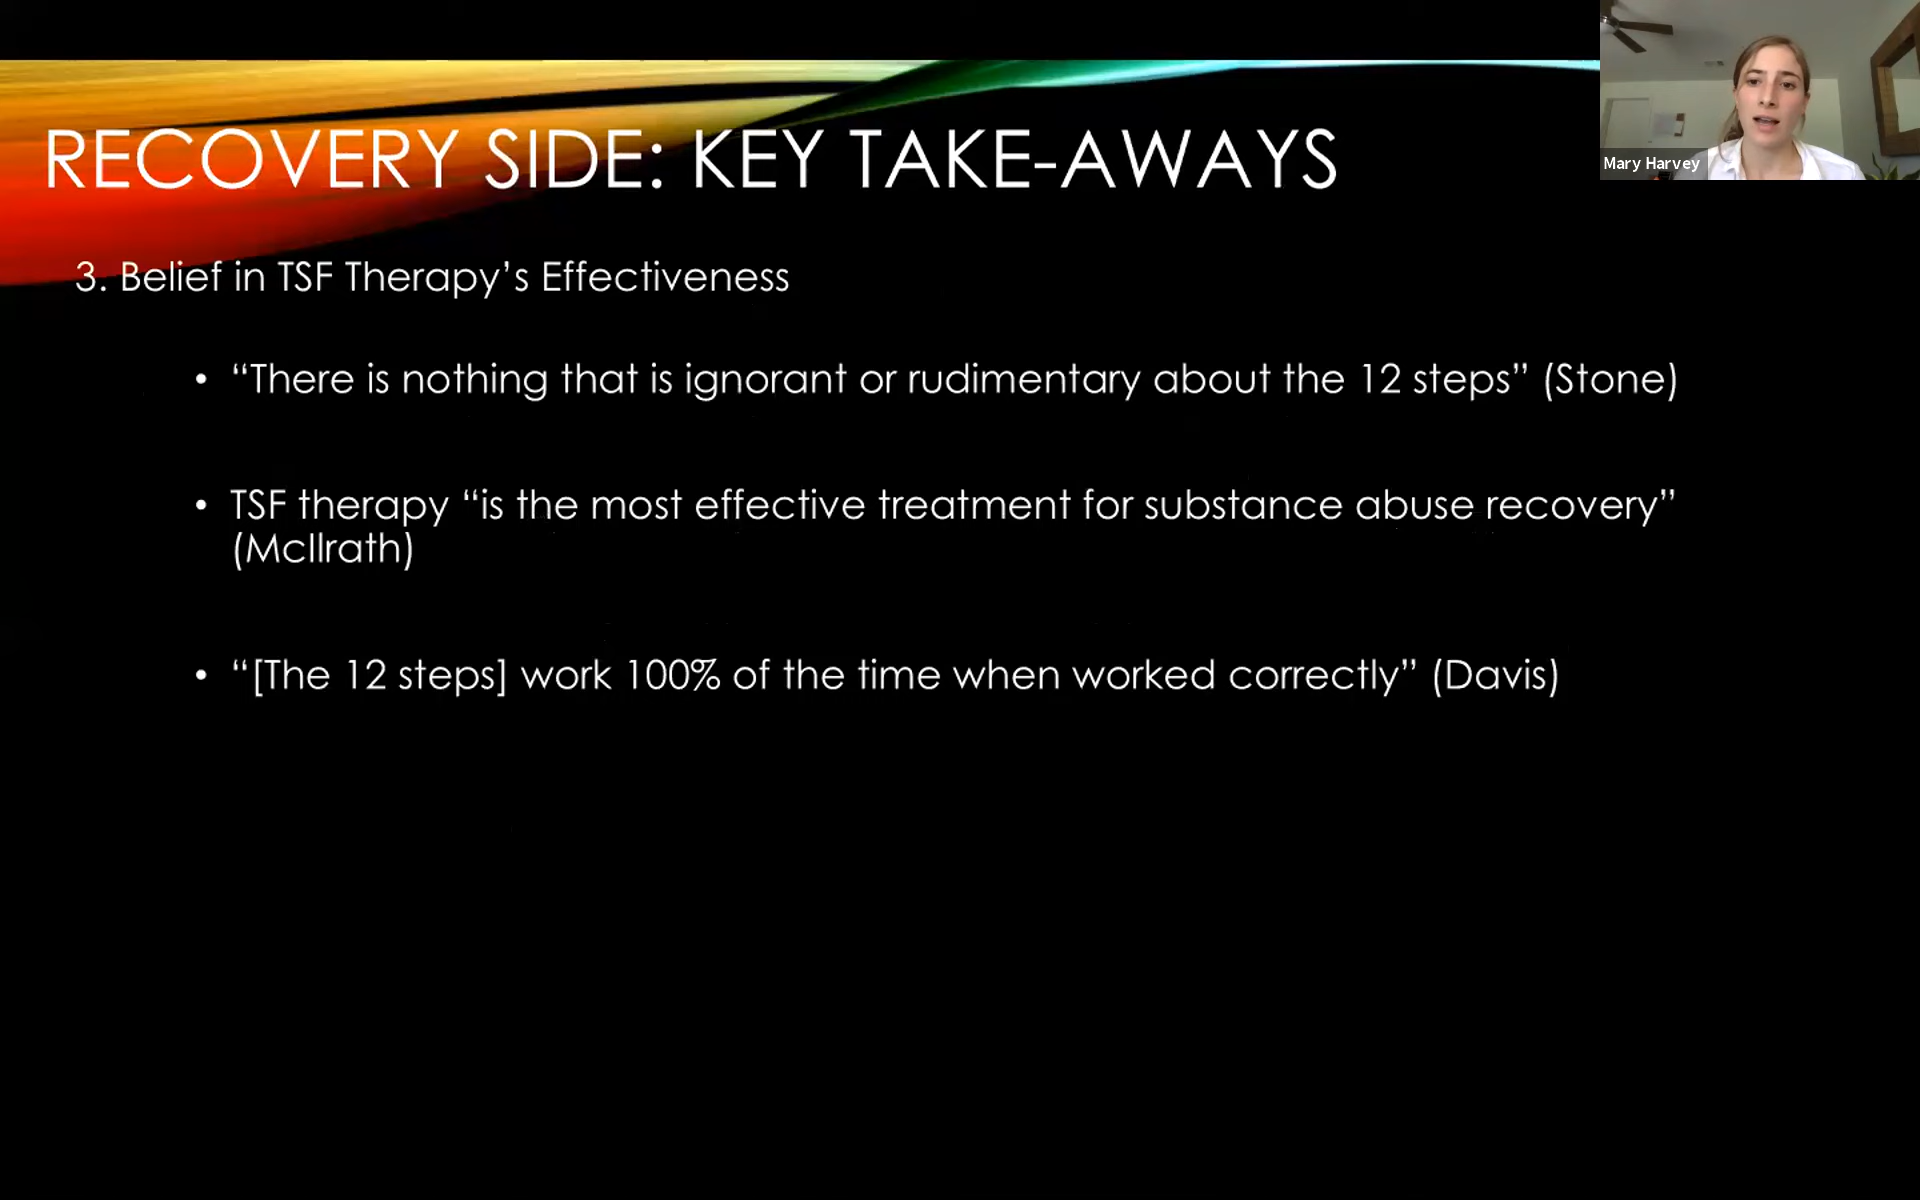 RECOVERY SIDE: KEY TAKE-AWAYS
Mary Harvey
3. Belief in TSF Therapy’s Effectiveness
• “There is nothing that is ignorant or rudimentary about the 12 steps” (Stone)
• TSF therapy “is the most effective treatment for substance abuse recovery”
(McIlrath)
• “[The 12 steps] work 100% of the time when worked correctly” (Davis)